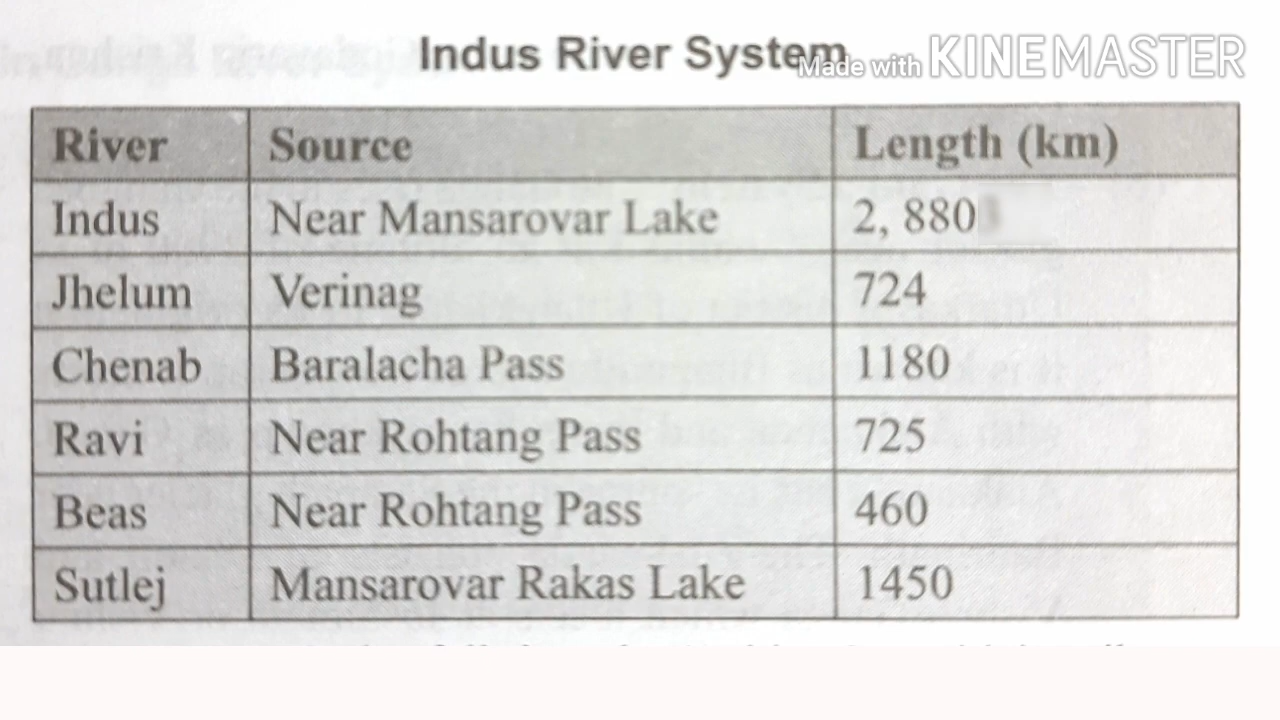 Indus River System
Made with KINEMASTER
River Source Length (km)
Indus Near Mansarovar Lake 2, 880
Jhelum Verinag 724
Chenab Baralacha Pass 1180
Ravi Near Rohtang Pass 725
Beas Near Rohtang Pass 460
Sutlej Mansarovar Rakas Lake 1450